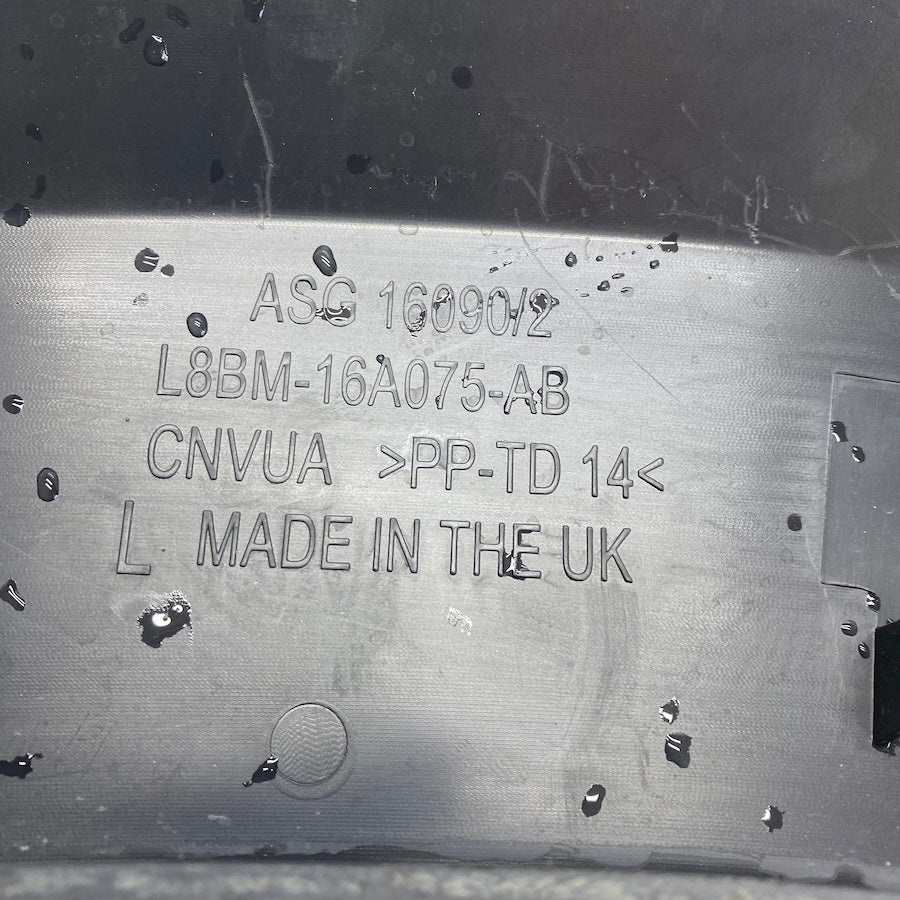 ASG 16090/2
L8BM-16A075-AB
CNVUA >PP-TD 14<
L MADE IN THE UK